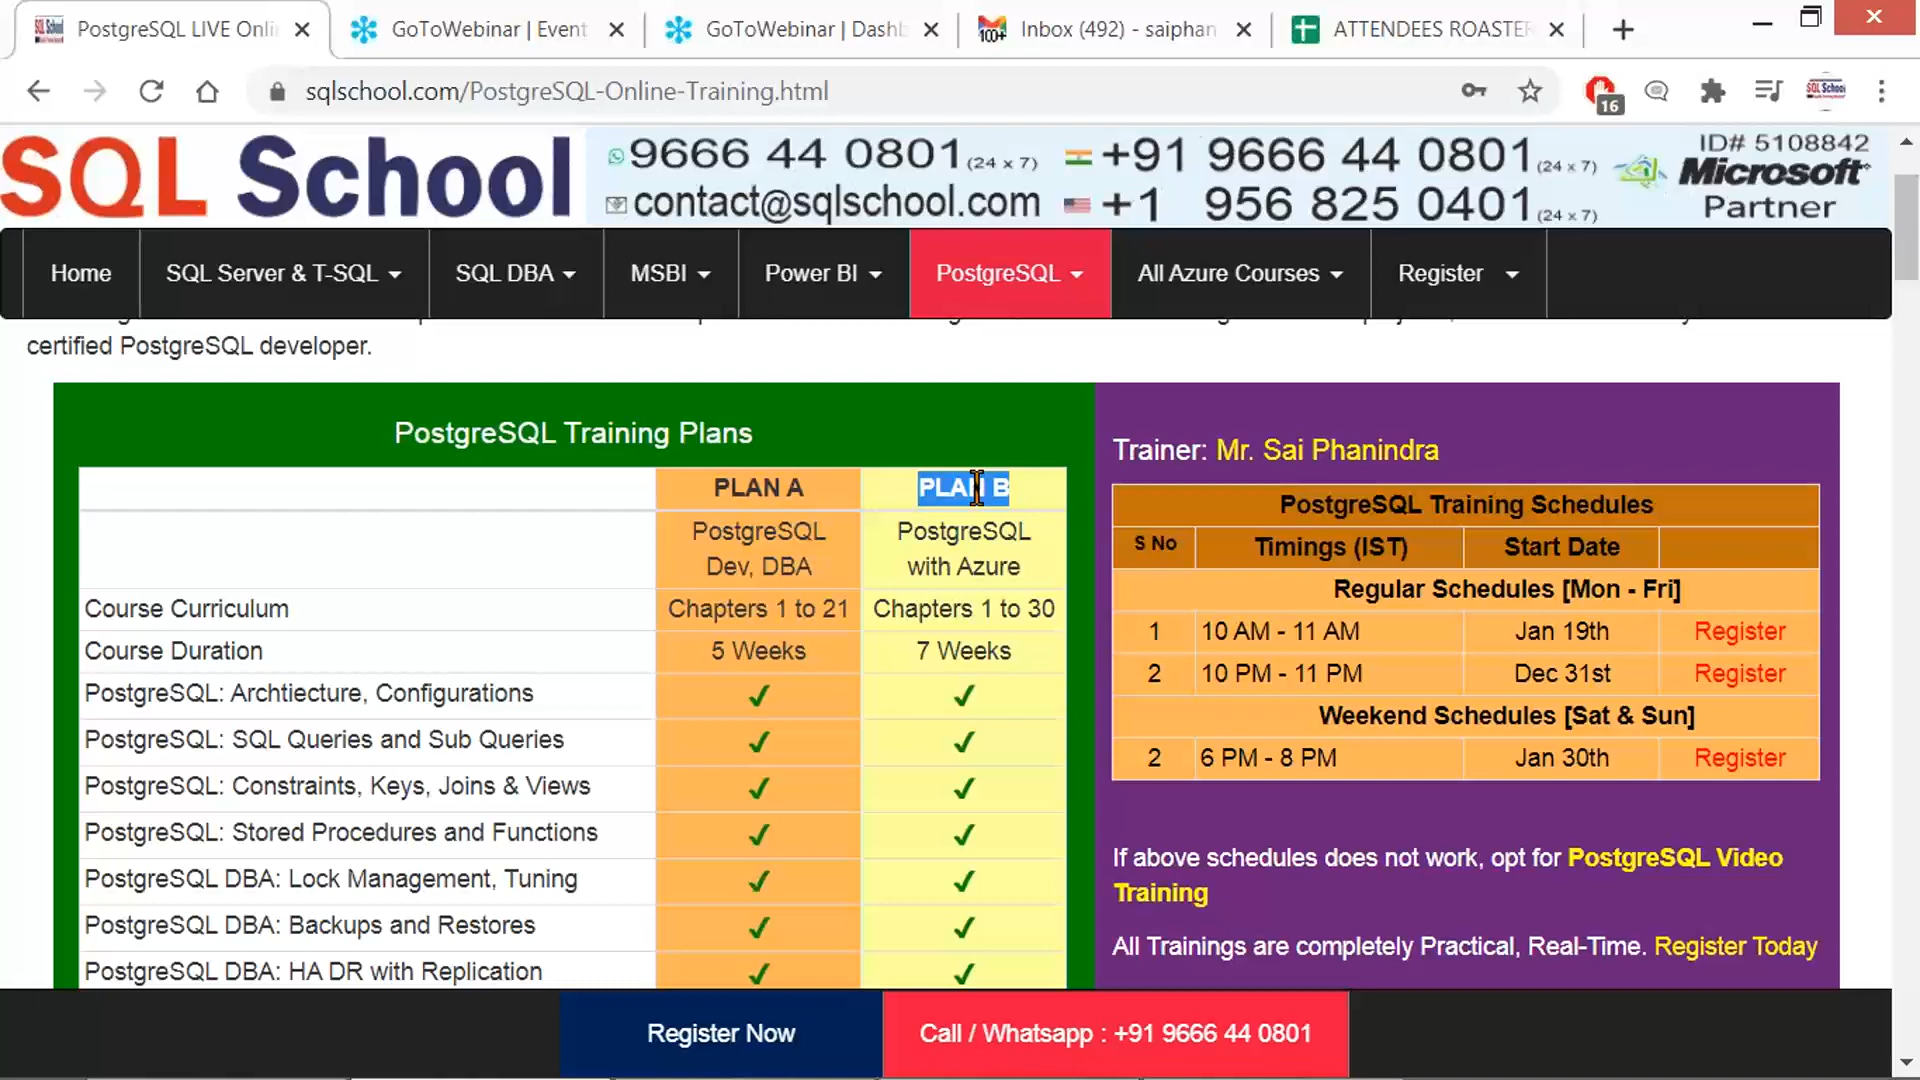 PostgreSQL LIVE Onli
GoToWebinar | Event
GoToWebinar | Dashb
Inbox (492) - saiphan
ATTENDEES ROASTER
sqlschool.com/PostgreSQL-Online-Training.html
16
SQL School
9666 44 0801 (24 x 7)
+91 9666 44 0801 (24 x 7)
contact@sqlschool.com
+1 956 825 0401 (24 x 7)
ID# 5108842
Microsoft
Partner
Home
SQL Server & T-SQL
SQL DBA
MSBI
Power BI
PostgreSQL
All Azure Courses
Register
certified PostgreSQL developer.
PostgreSQL Training Plans
PLAN A PLAN B
PostgreSQL Dev, DBA
PostgreSQL with Azure
Course Curriculum Chapters 1 to 21 Chapters 1 to 30
Course Duration 5 Weeks 7 Weeks
PostgreSQL: Archtiecture, Configurations ✓ ✓
PostgreSQL: SQL Queries and Sub Queries ✓ ✓
PostgreSQL: Constraints, Keys, Joins & Views ✓ ✓
PostgreSQL: Stored Procedures and Functions ✓ ✓
PostgreSQL DBA: Lock Management, Tuning ✓ ✓
PostgreSQL DBA: Backups and Restores ✓ ✓
PostgreSQL DBA: HA DR with Replication ✓ ✓
Trainer: Mr. Sai Phanindra
PostgreSQL Training Schedules
S No Timings (IST) Start Date
Regular Schedules [Mon - Fri]
1 10 AM - 11 AM Jan 19th Register
2 10 PM - 11 PM Dec 31st Register
Weekend Schedules [Sat & Sun]
2 6 PM - 8 PM Jan 30th Register
If above schedules does not work, opt for PostgreSQL Video
Training
All Trainings are completely Practical, Real-Time. Register Today
Register Now
Call / Whatsapp : +91 9666 44 0801